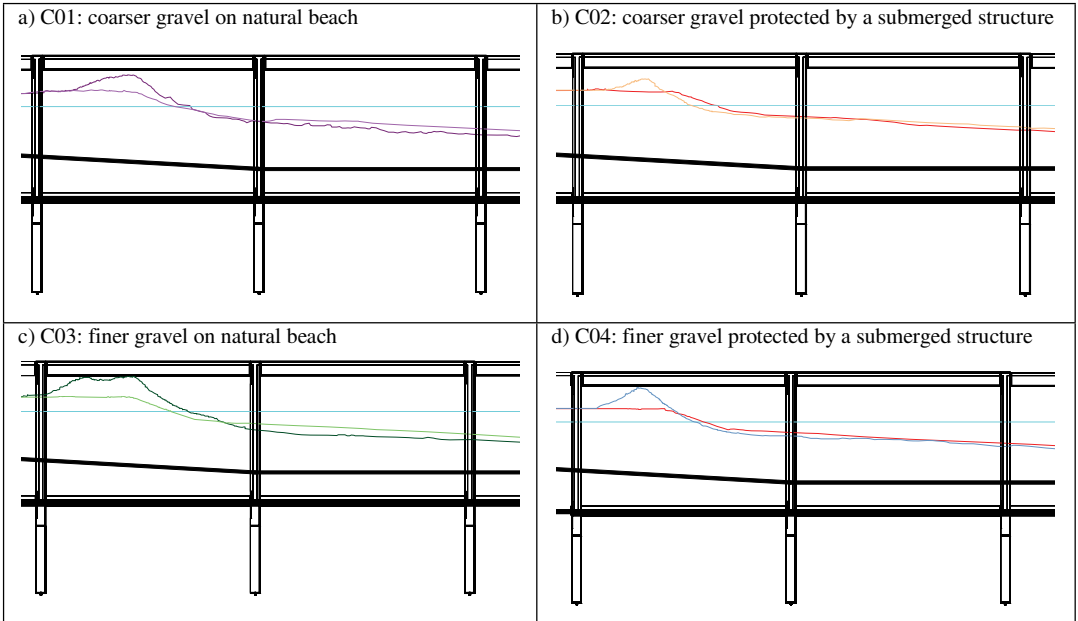 a) C01: coarser gravel on natural beach
b) C02: coarser gravel protected by a submerged structure
c) C03: finer gravel on natural beach
d) C04: finer gravel protected by a submerged structure